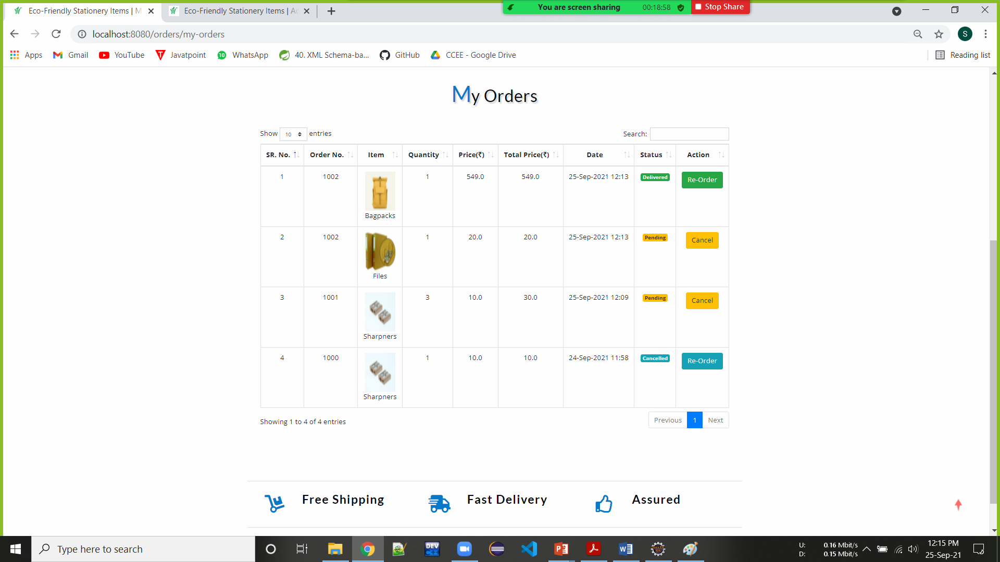 Eco-Friendly Stationery Items | M
Eco-Friendly Stationery Items | Ac
You are screen sharing 00:18:58 Stop Share
localhost:8080/orders/my-orders
S
Apps Gmail YouTube Javatpoint 10 WhatsApp 40. XML Schema-ba... GitHub CCEE - Google Drive Reading list
My Orders
Show 10 entries Search:
SR. No. Order No. Item Quantity Price(₹) Total Price(₹) Date Status Action
1 1002 1 549.0 549.0 25-Sep-2021 12:13 Delivered Re-Order
Bagpacks
2 1002 1 20.0 20.0 25-Sep-2021 12:13 Pending Cancel
Files
3 1001 3 10.0 30.0 25-Sep-2021 12:09 Pending Cancel
Sharpners
4 1000 1 10.0 10.0 24-Sep-2021 11:58 Cancelled Re-Order
Sharpners
Showing 1 to 4 of 4 entries Previous 1 Next
Free Shipping Fast Delivery Assured
Type here to search
DEV
U: 0.16 Mbit/s
D: 0.15 Mbit/s
12:15 PM
25-Sep-21